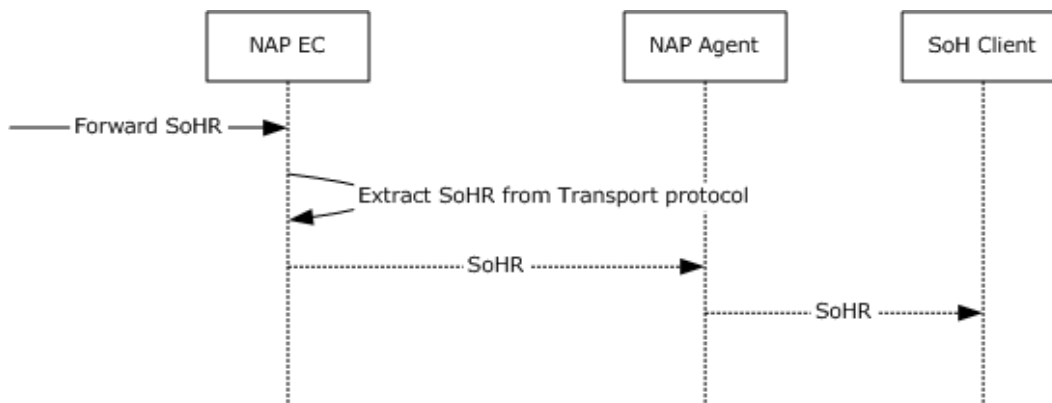 NAP EC
NAP Agent
SoH Client
Forward SoHR
Extract SoHR from Transport protocol
SoHR
SoHR